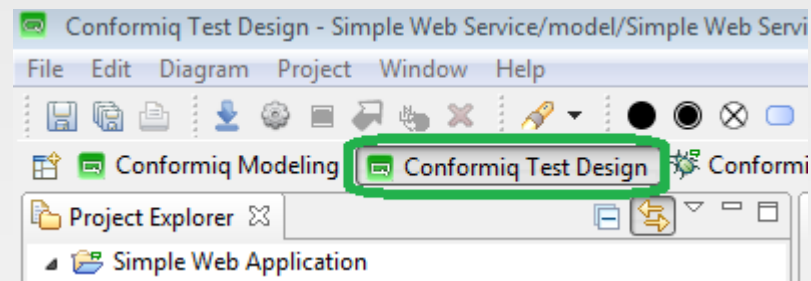 Conformiq Test Design - Simple Web Service/model/Simple Web Servi
File Edit Diagram Project Window Help
Conformiq Modeling Conformiq Test Design Conformi
Project Explorer
Simple Web Application